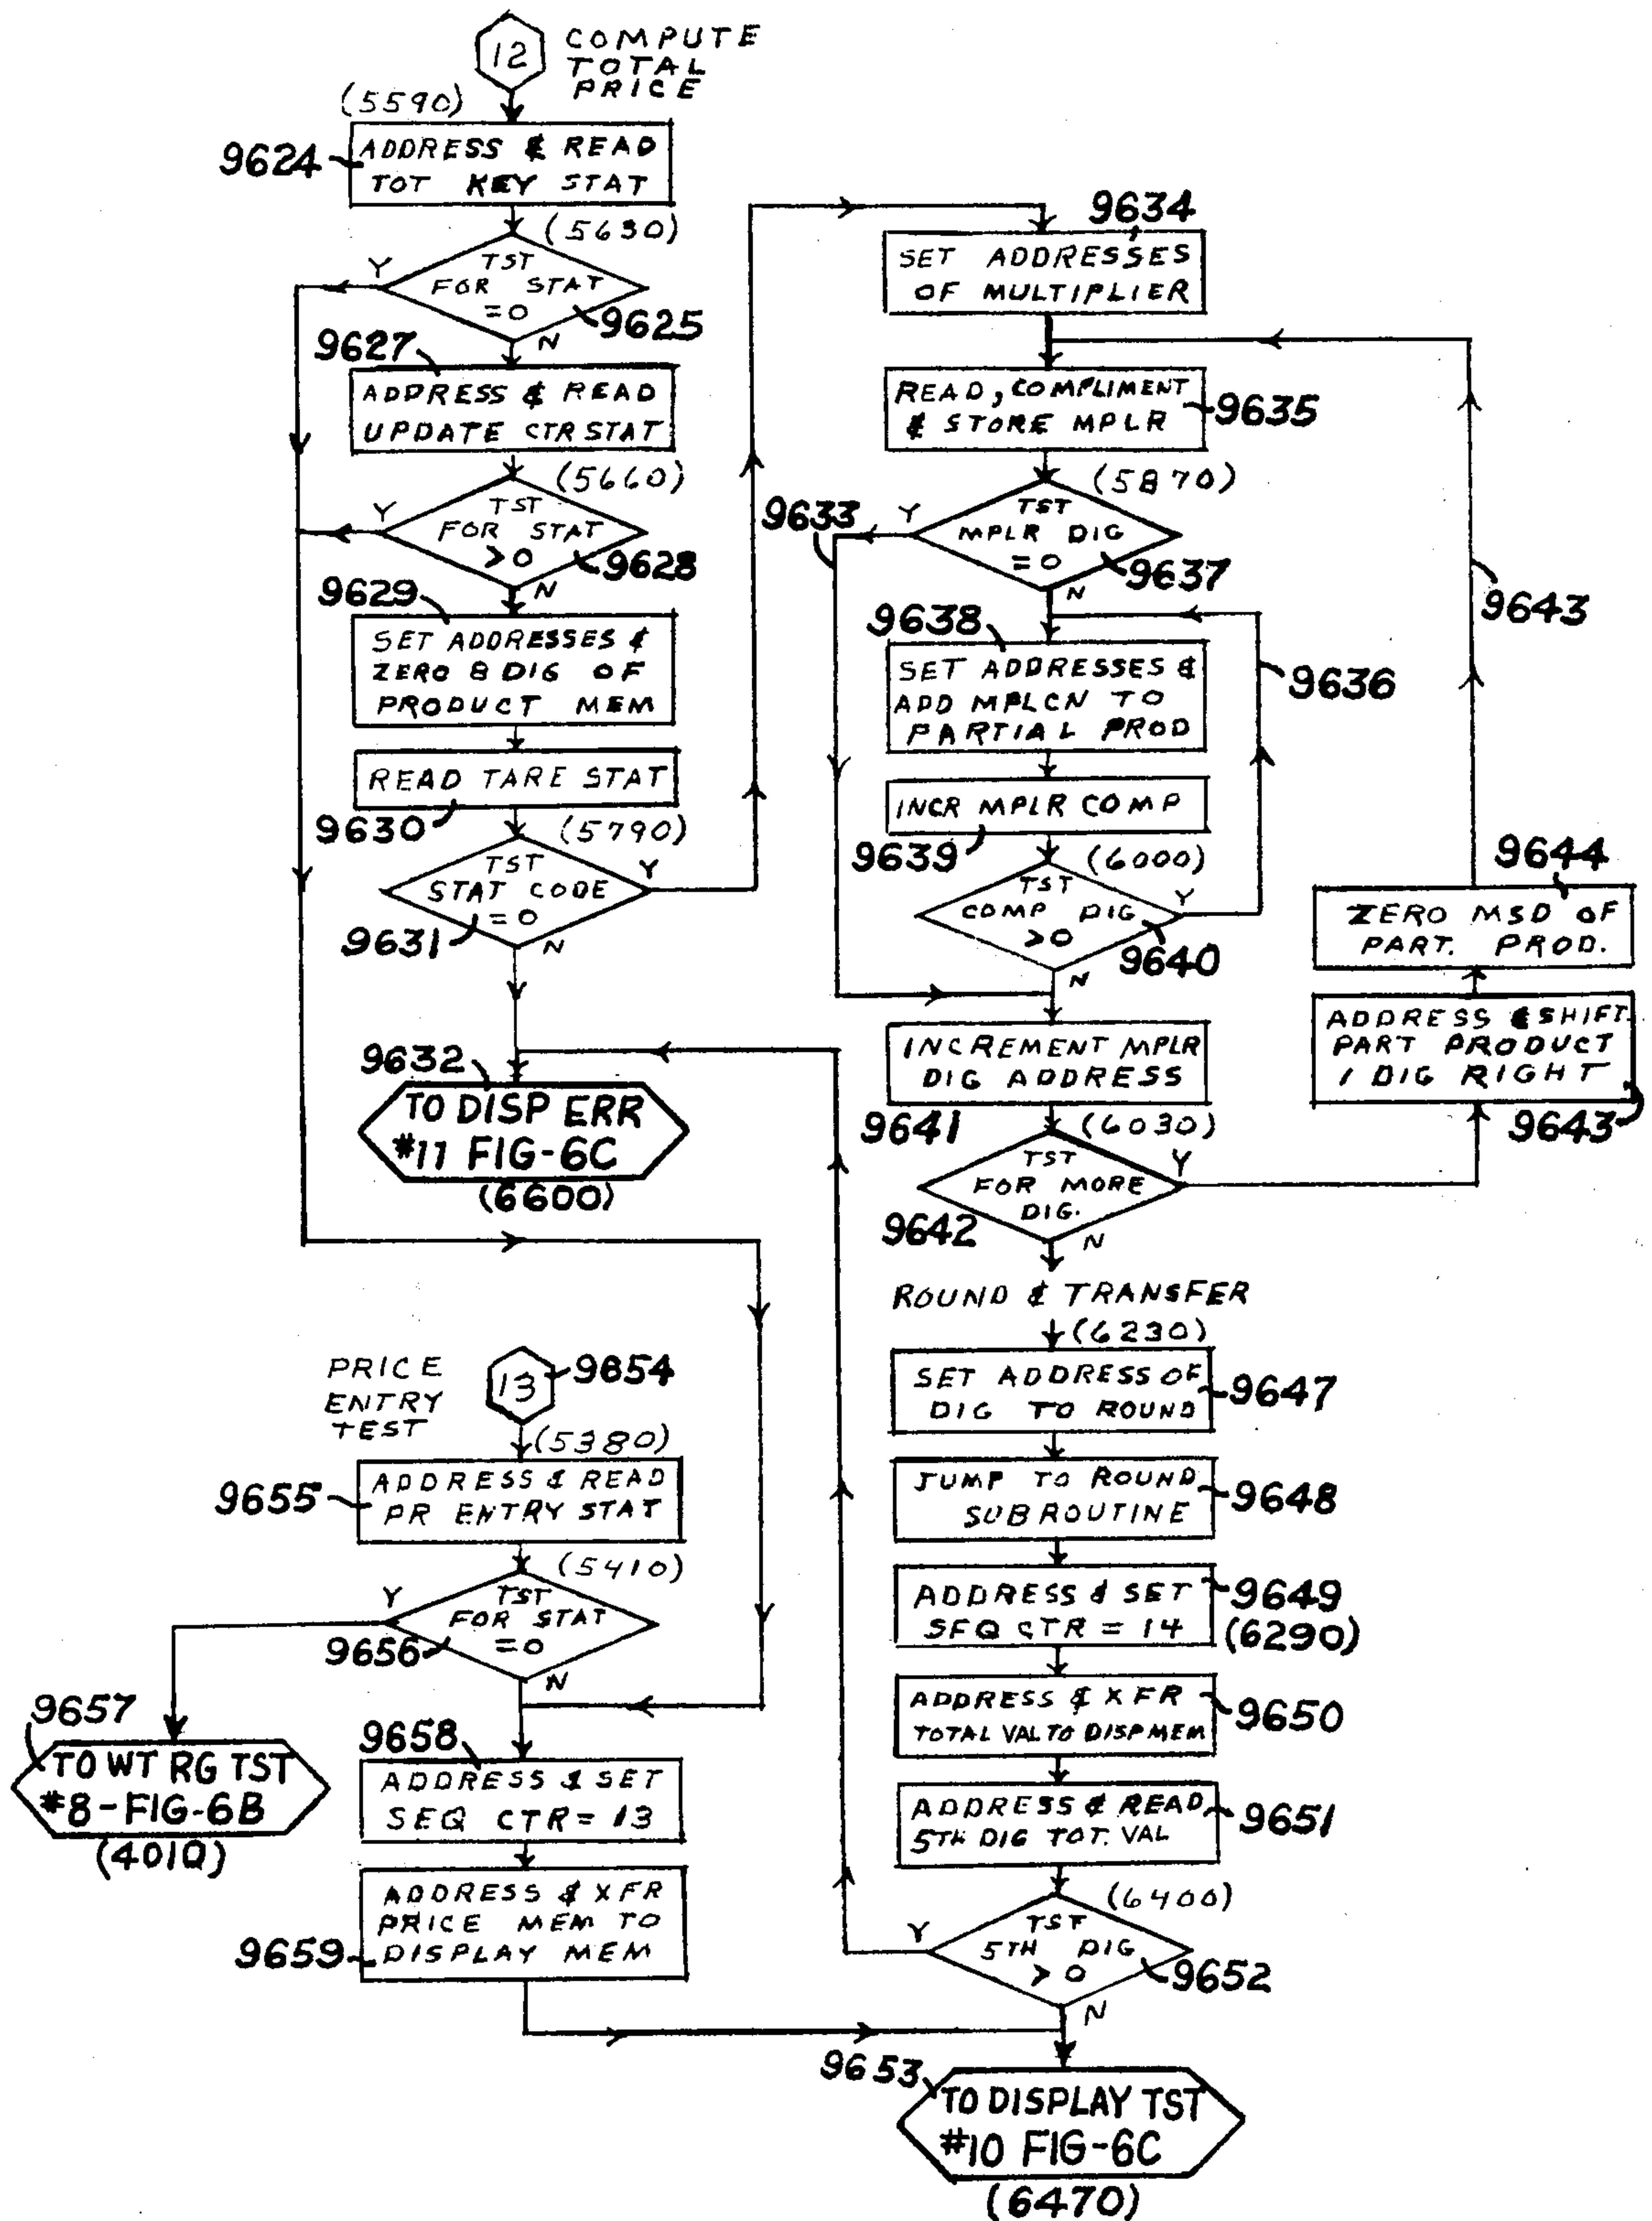 12
COMPUTE
TOTAL
PRICE
(5590)
9624
ADDRESS & READ
TOT KEY STAT
(5630)
Y
TST
FOR STAT
=0
9625
N
9627
ADDRESS & READ
UPDATE CTR STAT
(5660)
Y
TST
FOR STAT
>0
9628
N
9629
SET ADDRESSES &
ZERO 8 DIG OF
PRODUCT MEM
READ TARE STAT
9630
(5790)
TST
STAT CODE
=0
Y
9631
N
9632
TO DISP ERR
#11 FIG-6C
(6600)
PRICE
ENTRY
TEST
13
9654
(5380)
9655
ADDRESS & READ
PR ENTRY STAT
(5410)
Y
TST
FOR STAT
=0
9656
N
9657
TO WT RG TST
#8-FIG-6B
(4010)
9658
ADDRESS & SET
SEQ CTR = 13
ADDRESS & XFR
PRICE MEM TO
DISPLAY MEM
9659
9634
SET ADDRESSES
OF MULTIPLIER
READ, COMPLIMENT
& STORE MPLR
9635
(5870)
9633
Y
TST
MPLR DIG
=0
9637
N
9638
SET ADDRESSES &
ADD MPLCN TO
PARTIAL PROD
9636
INCR MPLR COMP
9639
(6000)
TST
COMP DIG
>0
Y
9640
N
INCREMENT MPLR
DIG ADDRESS
9641
(6030)
TST
FOR MORE
DIG.
Y
9642
N
9643
9644
ZERO MSD OF
PART. PROD.
ADDRESS & SHIFT
PART PRODUCT
1 DIG RIGHT
9643
ROUND & TRANSFER
(6230)
SET ADDRESS OF
DIG TO ROUND
9647
JUMP TO ROUND
SUBROUTINE
9648
ADDRESS & SET
SEQ CTR = 14
9649
(6290)
ADDRESS & XFR
TOTAL VAL TO DISP MEM
9650
ADDRESS & READ
5TH DIG TOT. VAL
9651
(6400)
Y
TST
5TH DIG
> 0
9652
N
9653
TO DISPLAY TST
#10 FIG-6C
(6470)